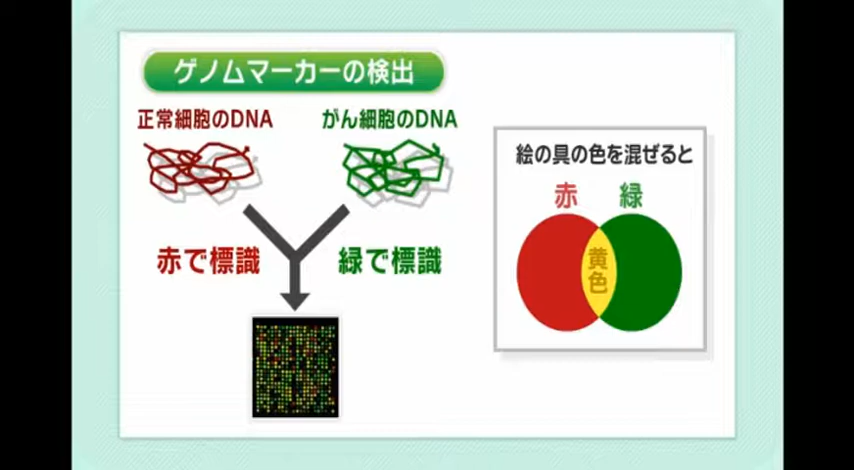 ゲノムマーカーの検出
正常細胞のDNA
がん細胞のDNA
赤で標識
緑で標識
絵の具の色を混ぜると
赤
緑
黄色